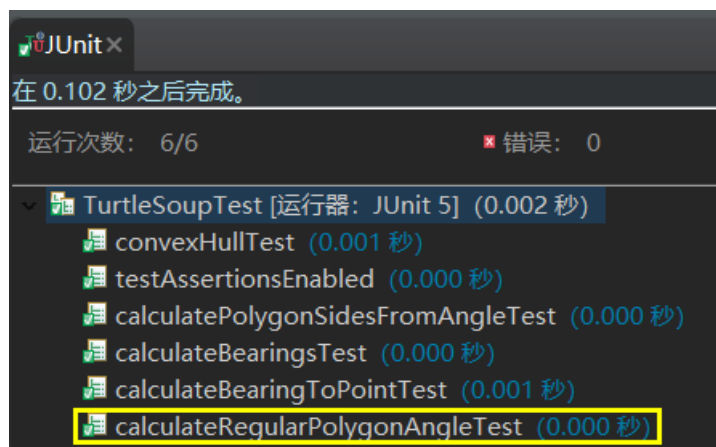 JUnit
在 0.102 秒之后完成。
运行次数： 6/6 错误： 0
TurtleSoupTest [运行器：JUnit 5] (0.002 秒)
convexHullTest (0.001 秒)
testAssertionsEnabled (0.000 秒)
calculatePolygonSidesFromAngleTest (0.000 秒)
calculateBearingsTest (0.000 秒)
calculateBearingToPointTest (0.001 秒)
calculateRegularPolygonAngleTest (0.000 秒)